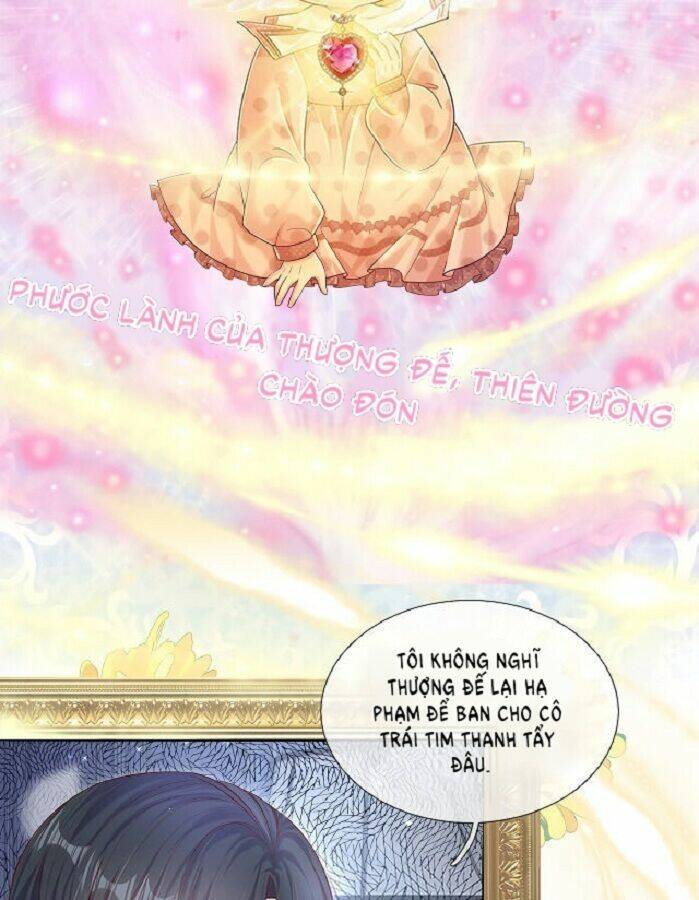 PHƯỚC LÀNH CỦA THƯỢNG ĐẾ, THIÊN ĐƯỜNG
CHÀO ĐÓN
TÔI KHÔNG NGHĨ
THƯỢNG ĐẾ LẠI HẠ
PHẠM ĐỂ BAN CHO CÔ
TRÁI TIM THANH TẨY
ĐÂU.